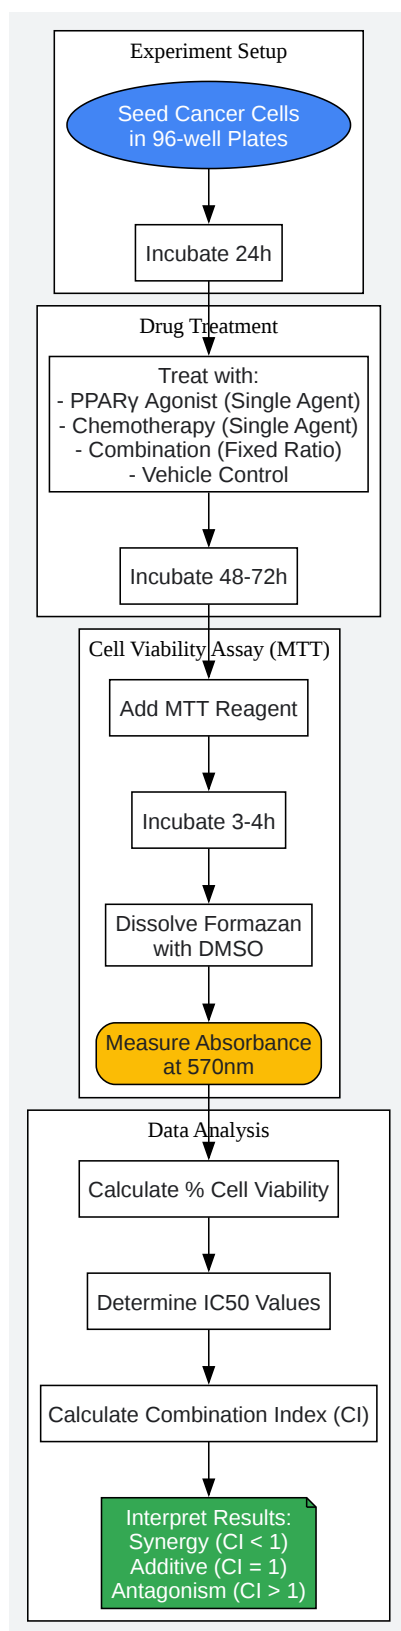 Experiment Setup
Seed Cancer Cells
in 96-well Plates
Incubate 24h
Drug Treatment
Treat with:
- PPARγ Agonist (Single Agent)
- Chemotherapy (Single Agent)
- Combination (Fixed Ratio)
- Vehicle Control
Incubate 48-72h
Cell Viability Assay (MTT)
Add MTT Reagent
Incubate 3-4h
Dissolve Formazan
with DMSO
Measure Absorbance
at 570nm
Data Analysis
Calculate % Cell Viability
Determine IC50 Values
Calculate Combination Index (CI)
Interpret Results:
Synergy (CI < 1)
Additive (CI = 1)
Antagonism (CI > 1)